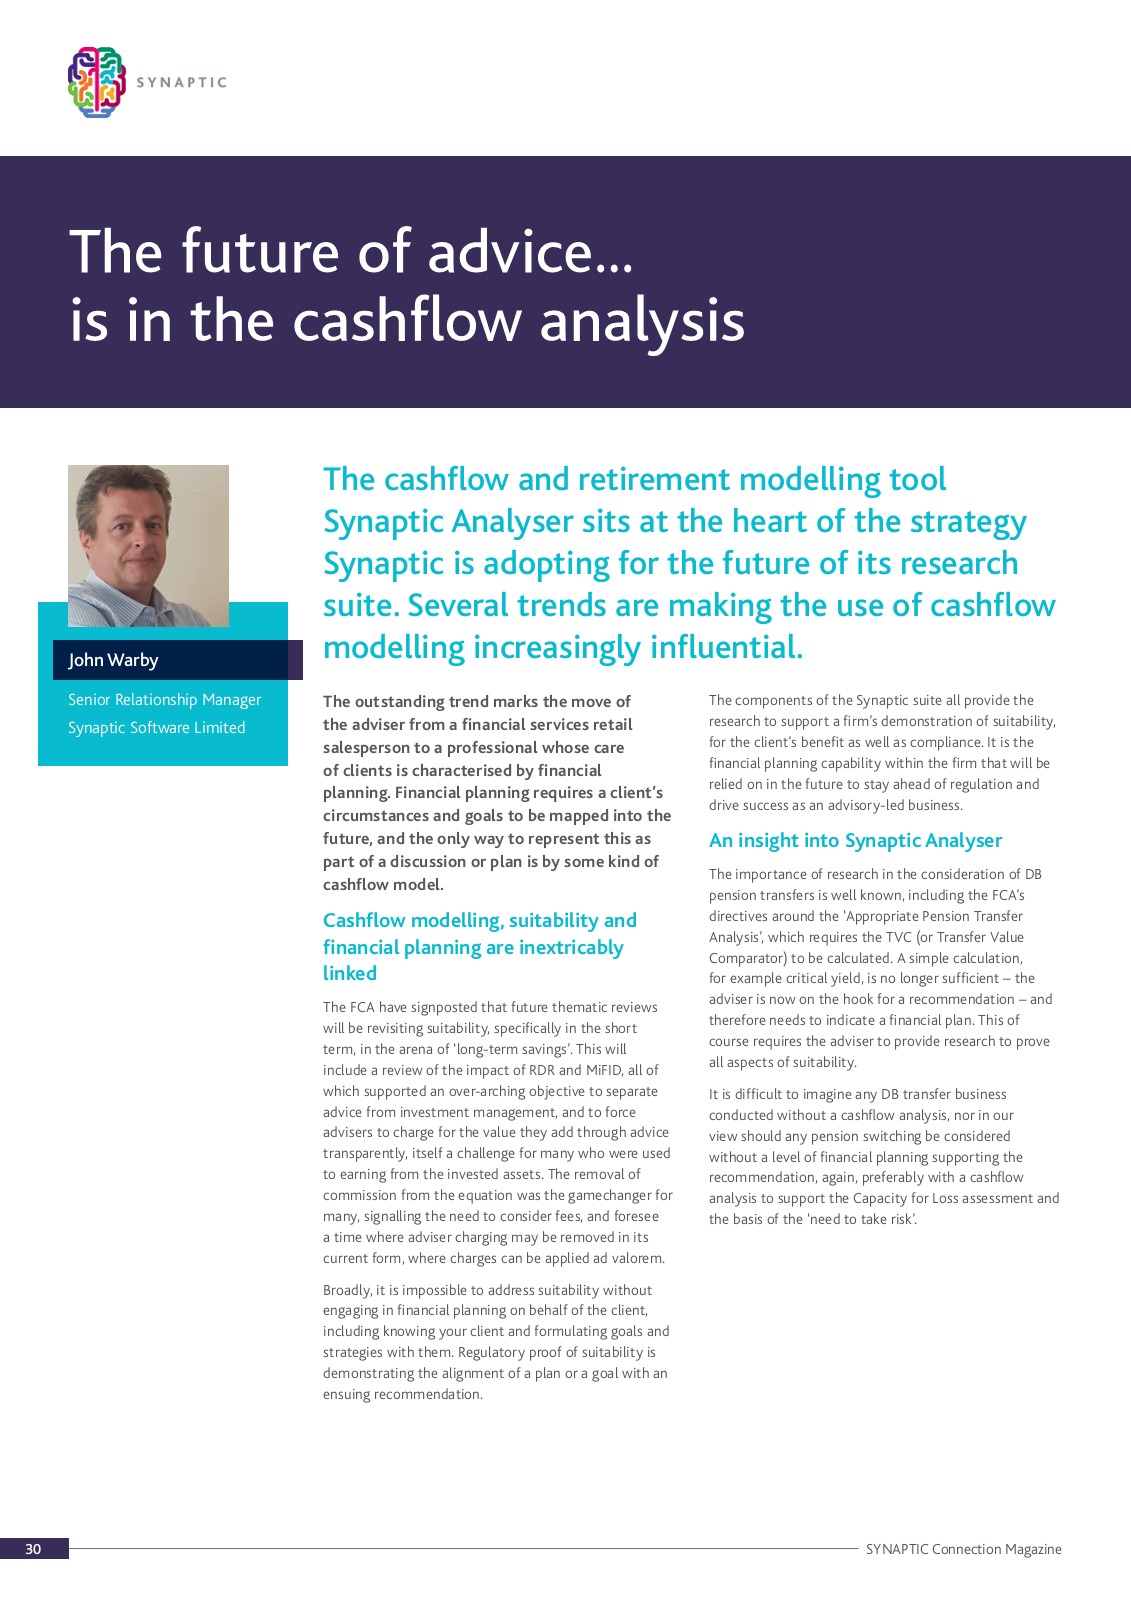 SYNAPTIC
The future of advice...
is in the cashflow analysis
John Warby
Senior Relationship Manager
Synaptic Software Limited
The cashflow and retirement modelling tool
Synaptic Analyser sits at the heart of the strategy
Synaptic is adopting for the future of its research
suite. Several trends are making the use of cashflow
modelling increasingly influential.
The outstanding trend marks the move of
the adviser from a financial services retail
salesperson to a professional whose care
of clients is characterised by financial
planning. Financial planning requires a client's
circumstances and goals to be mapped into the
future, and the only way to represent this as
part of a discussion or plan is by some kind of
cashflow model.
Cashflow modelling, suitability and
financial planning are inextricably
linked
The FCA have signposted that future thematic reviews
will be revisiting suitability, specifically in the short
term, in the arena of 'long-term savings'. This will
include a review of the impact of RDR and MiFID, all of
which supported an over-arching objective to separate
advice from investment management, and to force
advisers to charge for the value they add through advice
transparently, itself a challenge for many who were used
to earning from the invested assets. The removal of
commission from the equation was the gamechanger for
many, signalling the need to consider fees, and foresee
a time where adviser charging may be removed in its
current form, where charges can be applied ad valorem.
Broadly, it is impossible to address suitability without
engaging in financial planning on behalf of the client,
including knowing your client and formulating goals and
strategies with them. Regulatory proof of suitability is
demonstrating the alignment of a plan or a goal with an
ensuing recommendation.
The components of the Synaptic suite all provide the
research to support a firm's demonstration of suitability,
for the client's benefit as well as compliance. It is the
financial planning capability within the firm that will be
relied on in the future to stay ahead of regulation and
drive success as an advisory-led business.
An insight into Synaptic Analyser
The importance of research in the consideration of DB
pension transfers is well known, including the FCA's
directives around the 'Appropriate Pension Transfer
Analysis', which requires the TVC (or Transfer Value
Comparator) to be calculated. A simple calculation,
for example critical yield, is no longer sufficient – the
adviser is now on the hook for a recommendation – and
therefore needs to indicate a financial plan. This of
course requires the adviser to provide research to prove
all aspects of suitability.
It is difficult to imagine any DB transfer business
conducted without a cashflow analysis, nor in our
view should any pension switching be considered
without a level of financial planning supporting the
recommendation, again, preferably with a cashflow
analysis to support the Capacity for Loss assessment and
the basis of the 'need to take risk'.
30
SYNAPTIC Connection Magazine